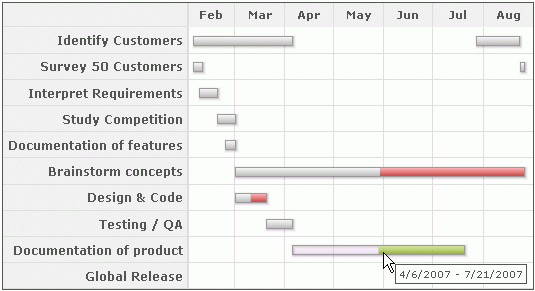 Feb Mar Apr May Jun Jul Aug
Identify Customers
Survey 50 Customers
Interpret Requirements
Study Competition
Documentation of features
Brainstorm concepts
Design & Code
Testing / QA
Documentation of product
4/6/2007 - 7/21/2007
Global Release